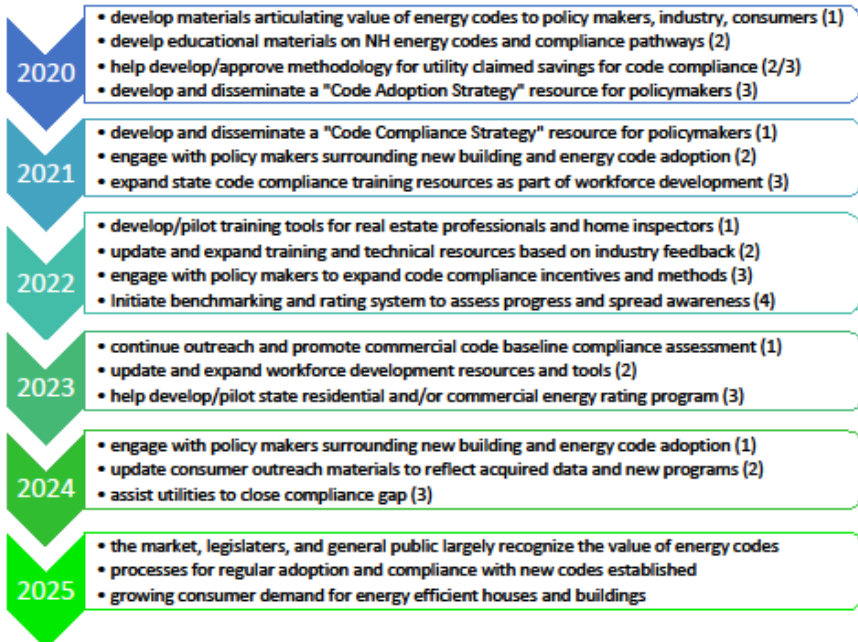 2020
• develop materials articulating value of energy codes to policy makers, industry, consumers (1)
• develp educational materials on NH energy codes and compliance pathways (2)
• help develop/approve methodology for utility claimed savings for code compliance (2/3)
• develop and disseminate a "Code Adoption Strategy" resource for policymakers (3)
2021
• develop and disseminate a "Code Compliance Strategy" resource for policymakers (1)
• engage with policy makers surrounding new building and energy code adoption (2)
• expand state code compliance training resources as part of workforce development (3)
2022
• develop/pilot training tools for real estate professionals and home inspectors (1)
• update and expand training and technical resources based on industry feedback (2)
• engage with policy makers to expand code compliance incentives and methods (3)
• Initiate benchmarking and rating system to assess progress and spread awareness (4)
2023
• continue outreach and promote commercial code baseline compliance assessment (1)
• update and expand workforce development resources and tools (2)
• help develop/pilot state residential and/or commercial energy rating program (3)
2024
• engage with policy makers surrounding new building and energy code adoption (1)
• update consumer outreach materials to reflect acquired data and new programs (2)
• assist utilities to close compliance gap (3)
2025
• the market, legislaters, and general public largely recognize the value of energy codes
• processes for regular adoption and compliance with new codes established
• growing consumer demand for energy efficient houses and buildings